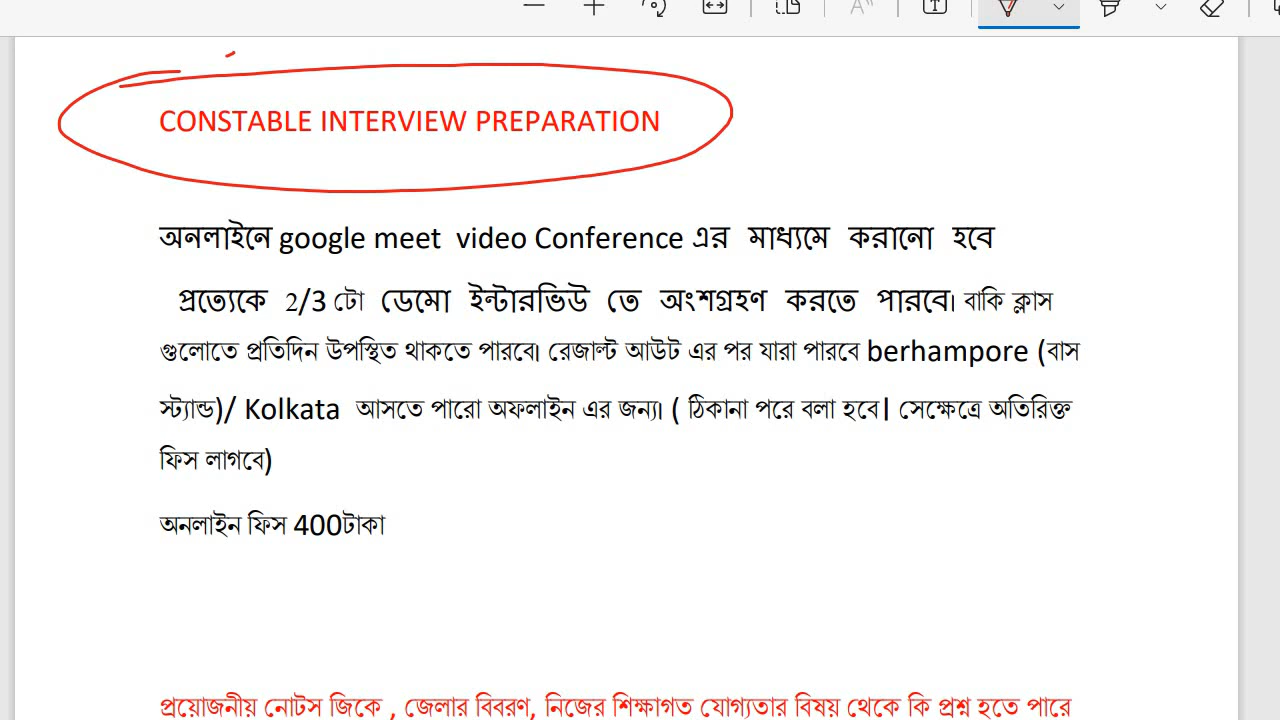 CONSTABLE INTERVIEW PREPARATION
অনলাইনে google meet video Conference এর মাধ্যমে করানো হবে
প্রত্যেকে 2/3 টো ডেমো ইন্টারভিউ তে অংশগ্রহণ করতে পারবে। বাকি ক্লাস
গুলোতে প্রতিদিন উপস্থিত থাকতে পারবে। রেজাল্ট আউট এর পর যারা পারবে berhampore (বাস
স্ট্যান্ড)/ Kolkata আসতে পারো অফলাইন এর জন্য। ( ঠিকানা পরে বলা হবে। সেক্ষেত্রে অতিরিক্ত
ফিস লাগবে)
অনলাইন ফিস 400টাকা
প্রয়োজনীয় নোটস জিকে , জেলার বিবরণ, নিজের শিক্ষাগত যোগ্যতার বিষয় থেকে কি প্রশ্ন হতে পারে